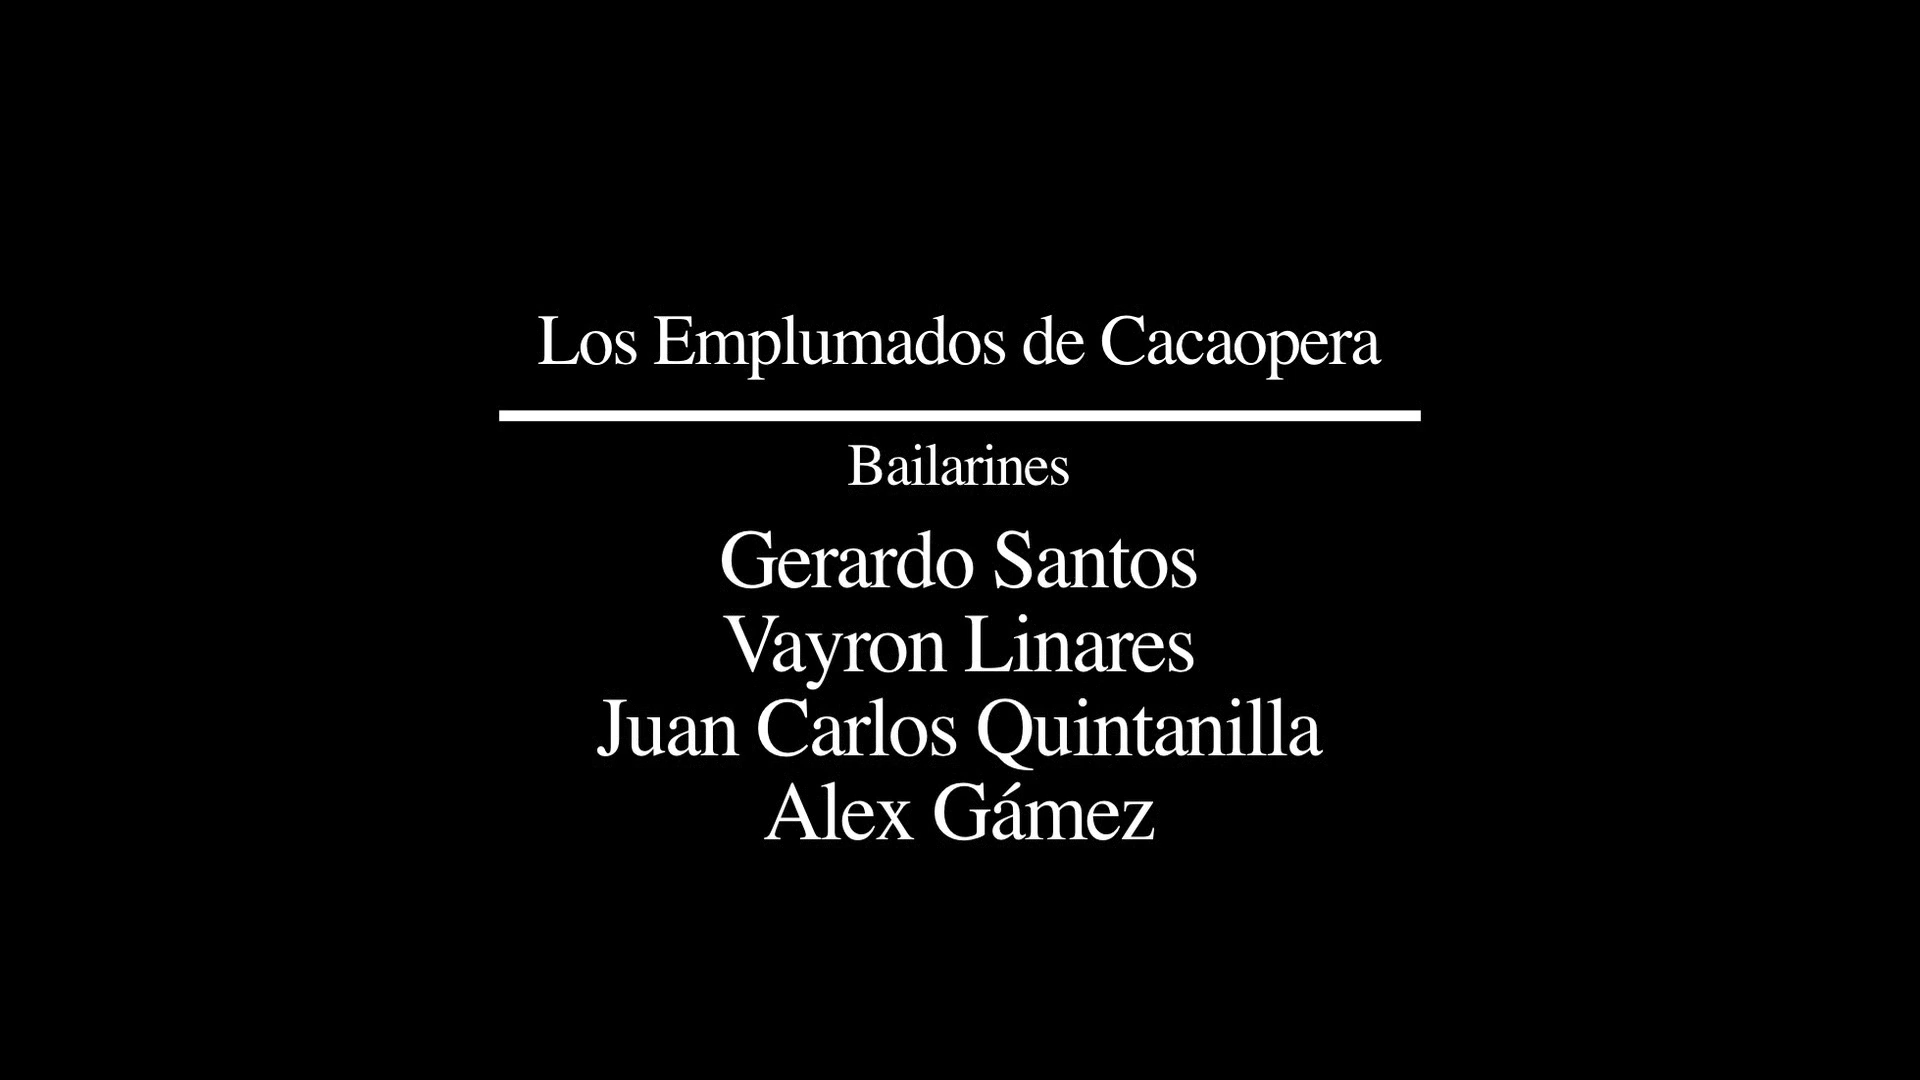 Los Emplumados de Cacaopera
Bailarines
Gerardo Santos
Vayron Linares
Juan Carlos Quintanilla
Alex Gámez